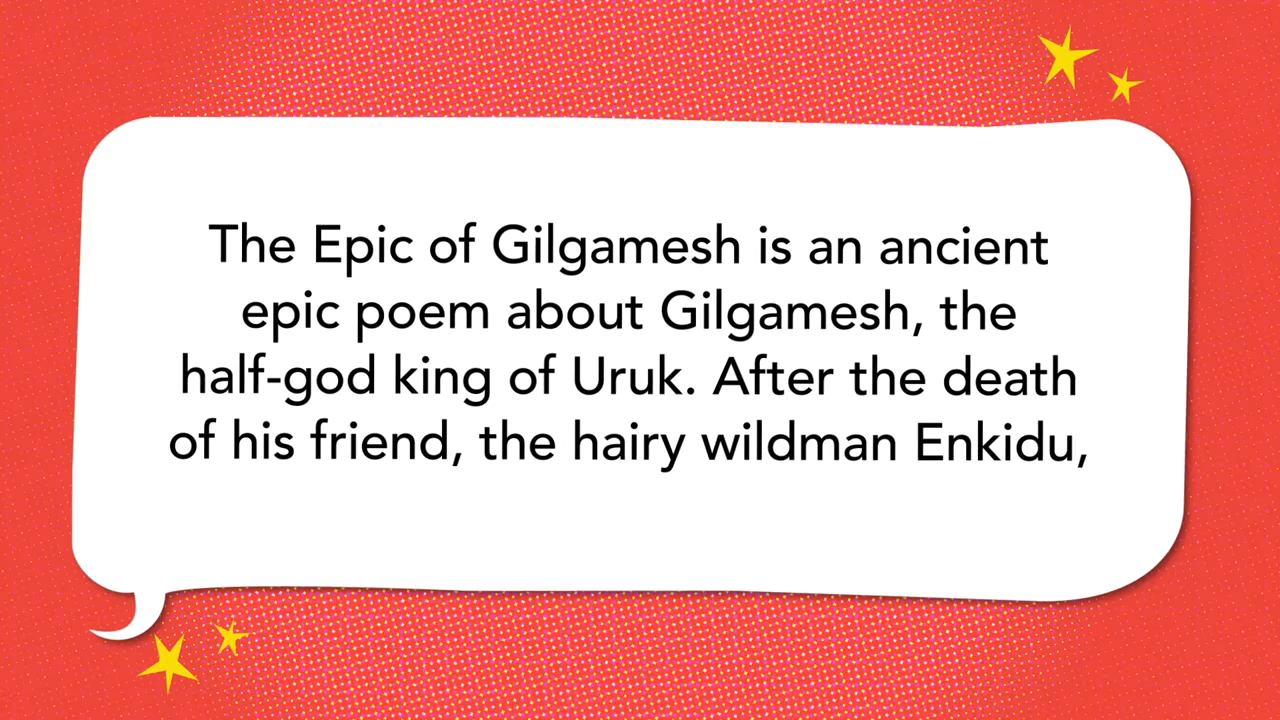 The Epic of Gilgamesh is an ancient
epic poem about Gilgamesh, the
half-god king of Uruk. After the death
of his friend, the hairy wildman Enkidu,